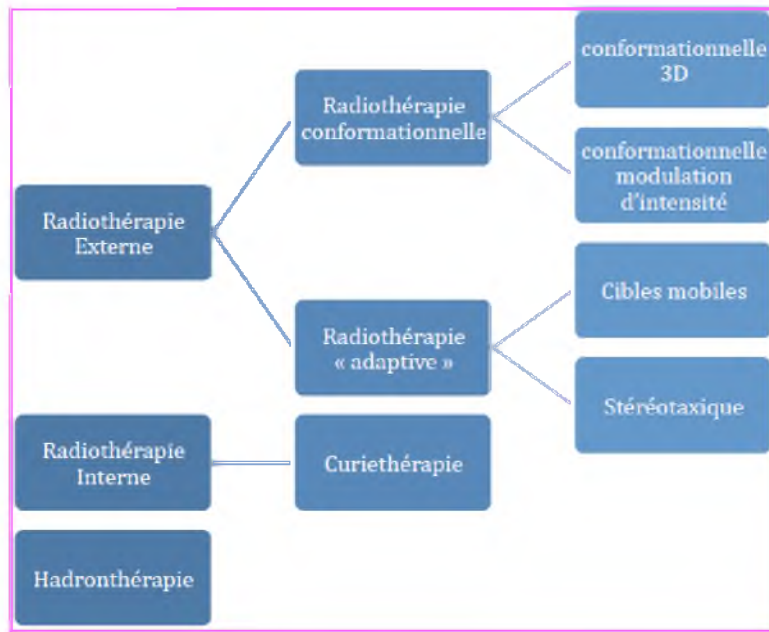 Radiothérapie
Externe
Radiothérapie
conformationnelle
conformationnelle
3D
conformationnelle
modulation
d'intensité
Radiothérapie
« adaptive »
Cibles mobiles
Stéréotaxique
Radiothérapie
Interne
Curiethérapie
Hadronthérapie